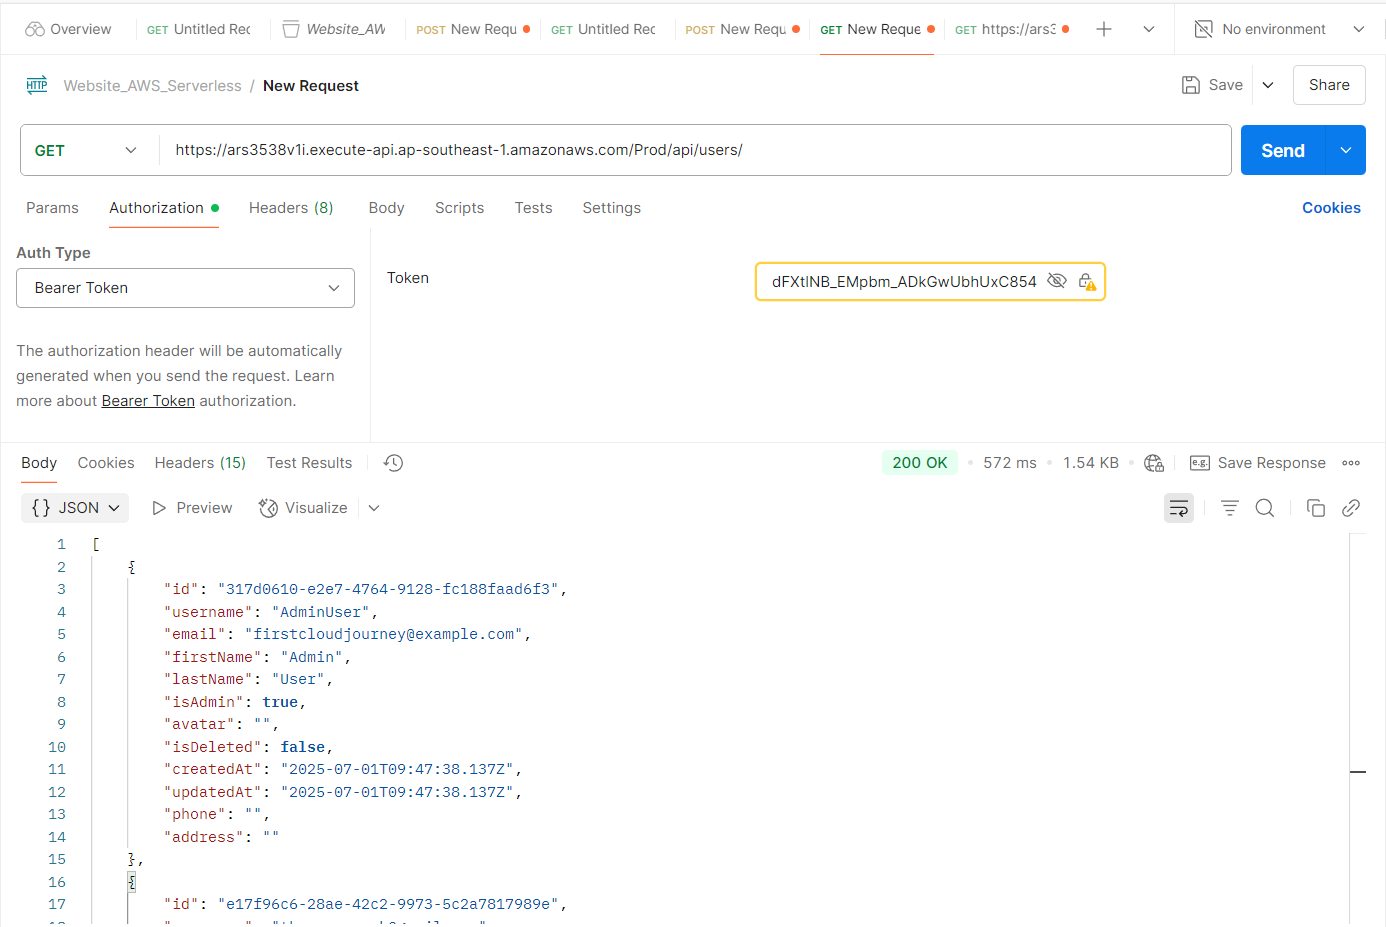 Overview GET Untitled Rec Website_AW POST New Requ GET Untitled Rec POST New Requ GET New Reque GET https://ars3 No environment
HTTP Website_AWS_Serverless / New Request Save Share
GET https://ars3538v1i.execute-api.ap-southeast-1.amazonaws.com/Prod/api/users/ Send
Params Authorization Headers (8) Body Scripts Tests Settings Cookies
Auth Type
Bearer Token
Token dFXtlNB_EMpbm_ADkGwUbhUxC854
The authorization header will be automatically
generated when you send the request. Learn
more about Bearer Token authorization.
Body Cookies Headers (15) Test Results 200 OK 572 ms 1.54 KB e.g. Save Response
{} JSON Preview Visualize
1 [
2 {
3 "id": "317d0610-e2e7-4764-9128-fc188faad6f3",
4 "username": "AdminUser",
5 "email": "firstcloudjourney@example.com",
6 "firstName": "Admin",
7 "lastName": "User",
8 "isAdmin": true,
9 "avatar": "",
10 "isDeleted": false,
11 "createdAt": "2025-07-01T09:47:38.137Z",
12 "updatedAt": "2025-07-01T09:47:38.137Z",
13 "phone": "",
14 "address": ""
15 },
16 {
17 "id": "e17f96c6-28ae-42c2-9973-5c2a7817989e",